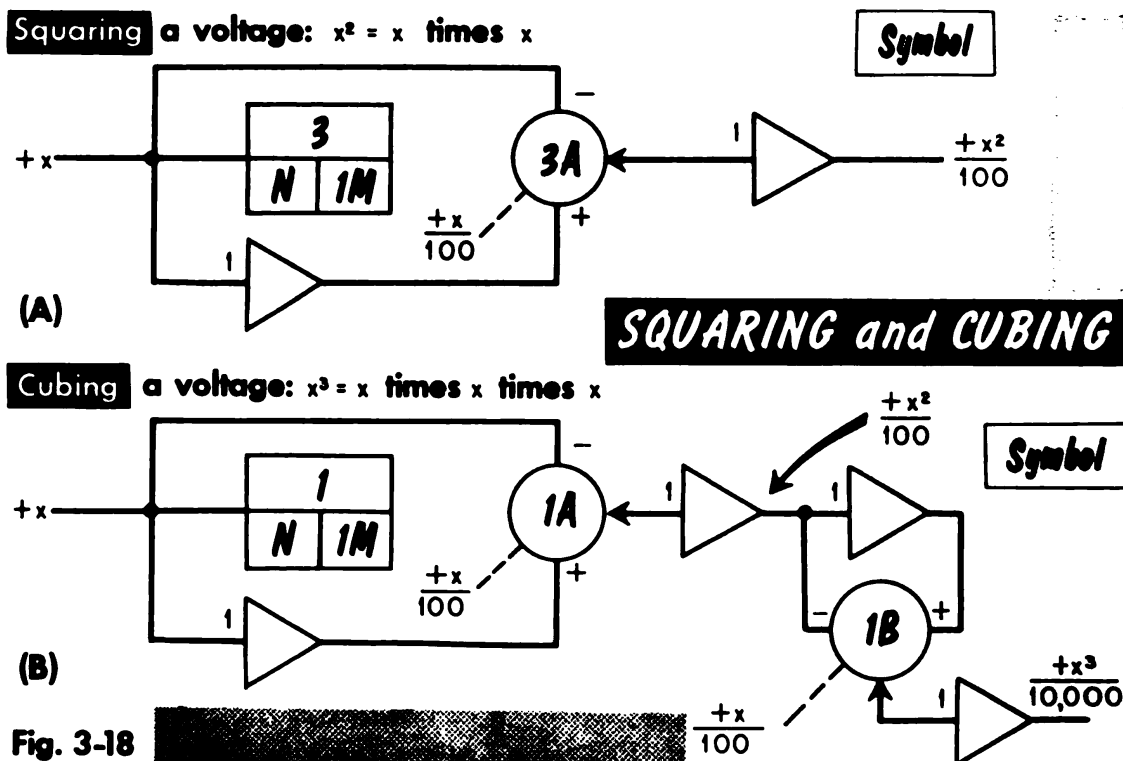 Squaring a voltage: x² = x times x
Symbol
3
N 1M
+x
-
3A
+
+x/100
1
1
+x²/100
(A)
SQUARING and CUBING
Cubing a voltage: x³ = x times x times x
+x²/100
Symbol
1
N 1M
+x
-
1A
+
+x/100
1
1
1
-
1B
+
+x/100
1
+x³/10,000
(B)
Fig. 3-18